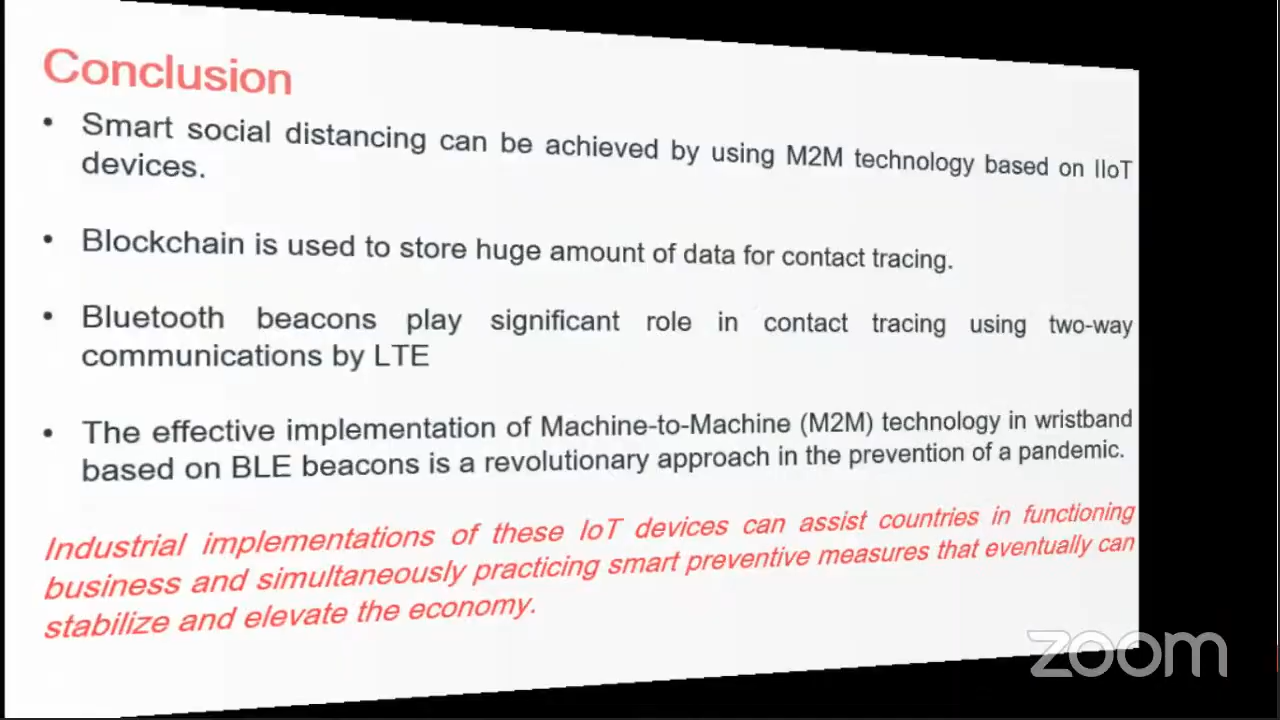 Conclusion
• Smart social distancing can be achieved by using M2M technology based on IIoT
devices.
• Blockchain is used to store huge amount of data for contact tracing.
• Bluetooth beacons play significant role in contact tracing using two-way
communications by LTE
• The effective implementation of Machine-to-Machine (M2M) technology in wristband
based on BLE beacons is a revolutionary approach in the prevention of a pandemic.
Industrial implementations of these IoT devices can assist countries in functioning
business and simultaneously practicing smart preventive measures that eventually can
stabilize and elevate the economy.
zoom